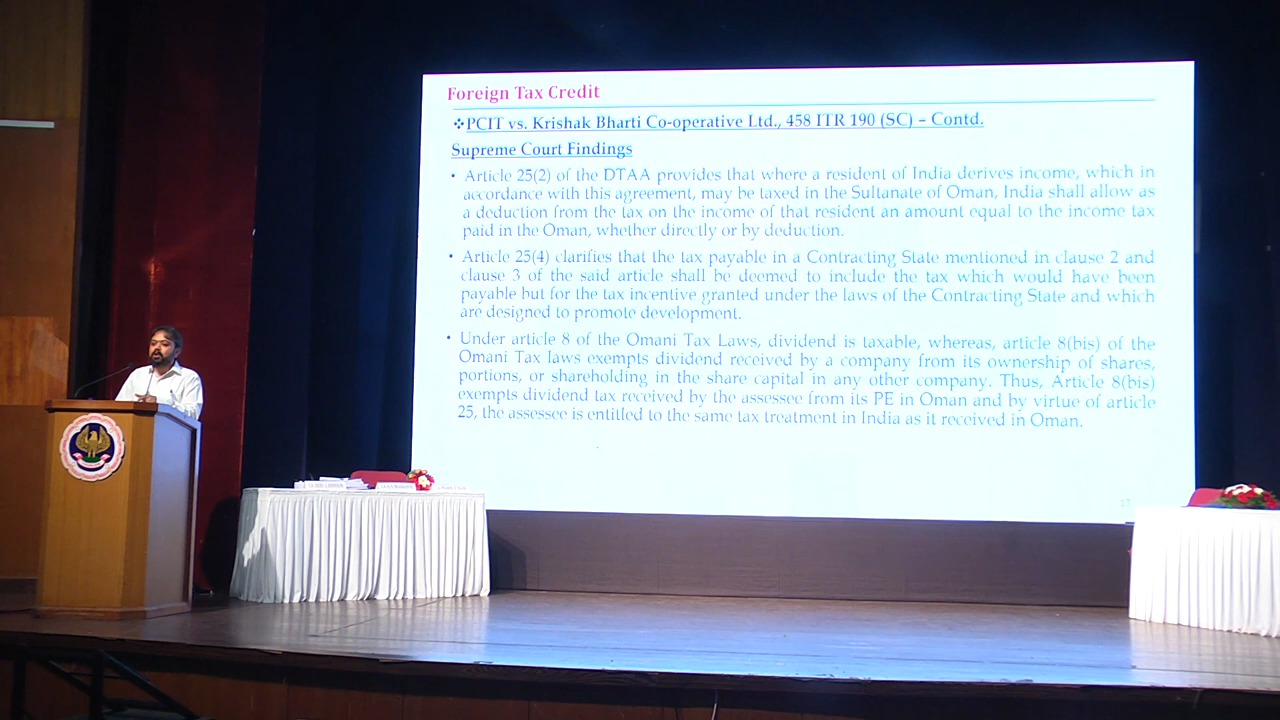 Foreign Tax Credit
❖PCIT vs. Krishak Bharti Co-operative Ltd., 458 ITR 190 (SC) – Contd.
Supreme Court Findings
• Article 25(2) of the DTAA provides that where a resident of India derives income, which in
accordance with this agreement, may be taxed in the Sultanate of Oman, India shall allow as
a deduction from the tax on the income of that resident an amount equal to the income tax
paid in the Oman, whether directly or by deduction.
• Article 25(4) clarifies that the tax payable in a Contracting State mentioned in clause 2 and
clause 3 of the said article shall be deemed to include the tax which would have been
payable but for the tax incentive granted under the laws of the Contracting State and which
are designed to promote development.
• Under article 8 of the Omani Tax Laws, dividend is taxable, whereas, article 8(bis) of the
Omani Tax laws exempts dividend received by a company from its ownership of shares,
portions, or shareholding in the share capital in any other company. Thus, Article 8(bis)
exempts dividend tax received by the assessee from its PE in Oman and by virtue of article
25, the assessee is entitled to the same tax treatment in India as it received in Oman.